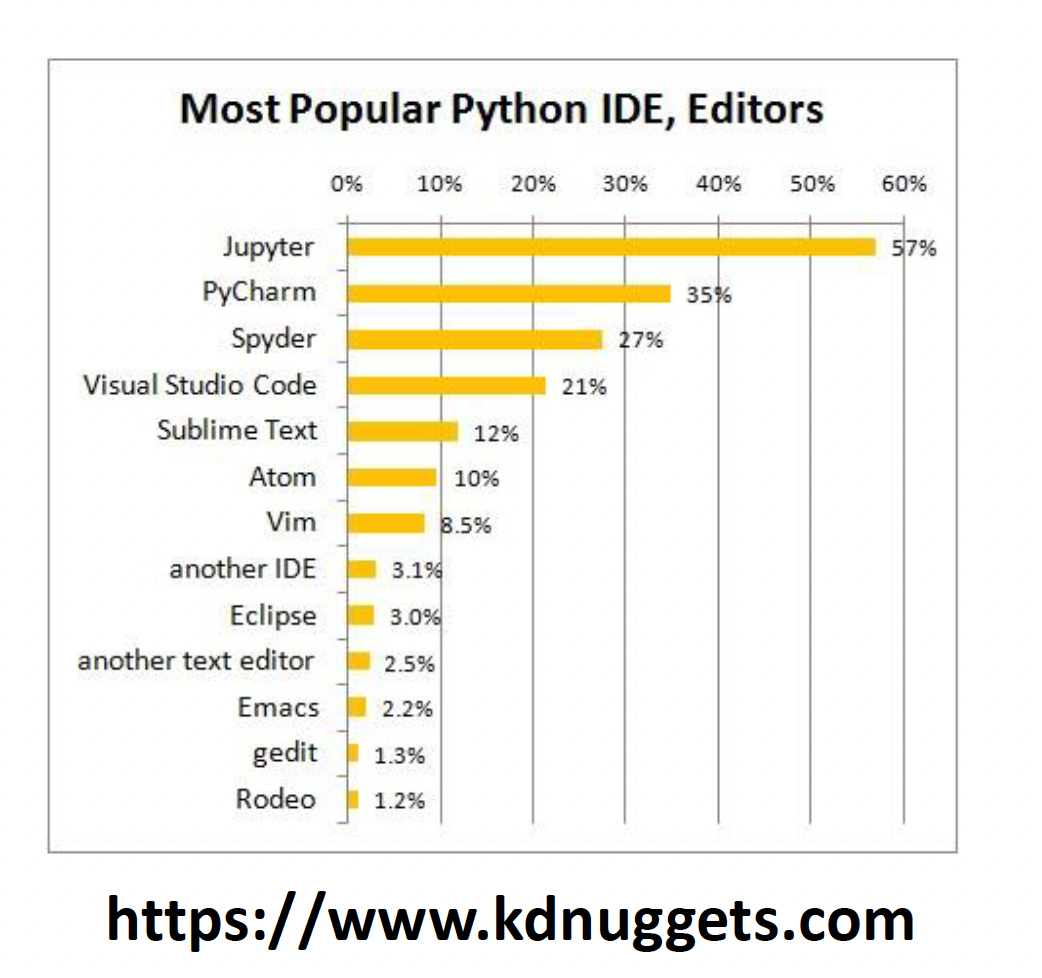 Most Popular Python IDE, Editors
0% 10% 20% 30% 40% 50% 60%
Jupyter 57%
PyCharm 35%
Spyder 27%
Visual Studio Code 21%
Sublime Text 12%
Atom 10%
Vim 8.5%
another IDE 3.1%
Eclipse 3.0%
another text editor 2.5%
Emacs 2.2%
gedit 1.3%
Rodeo 1.2%
https://www.kdnuggets.com